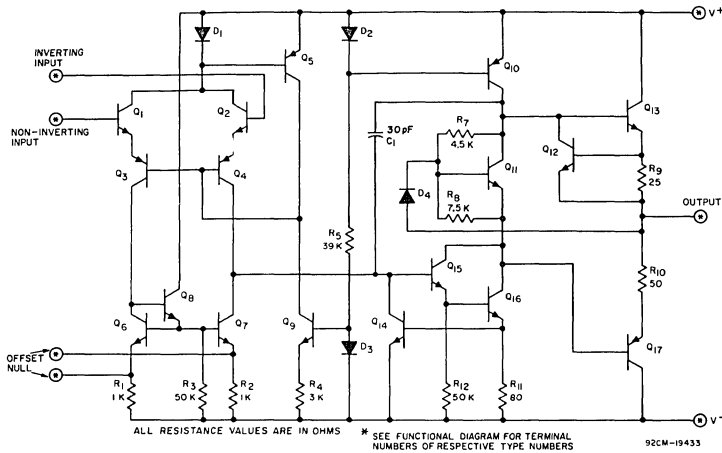 V+
D1
D2
INVERTING
INPUT
Q5
Q10
Q1
Q2
Q13
NON-INVERTING
INPUT
30 pF
C1
R7
4.5 K
Q12
Q11
Q3
Q4
R9
25
D4
R8
7.5 K
OUTPUT
R5
39 K
Q15
R10
50
Q8
Q16
Q6
Q7
Q9
Q14
Q17
OFFSET
NULL
D3
R1
1 K
R3
50 K
R2
1K
R4
3 K
R12
50 K
R11
80
V-
ALL RESISTANCE VALUES ARE IN OHMS
* SEE FUNCTIONAL DIAGRAM FOR TERMINAL
NUMBERS OF RESPECTIVE TYPE NUMBERS
92CM-19433